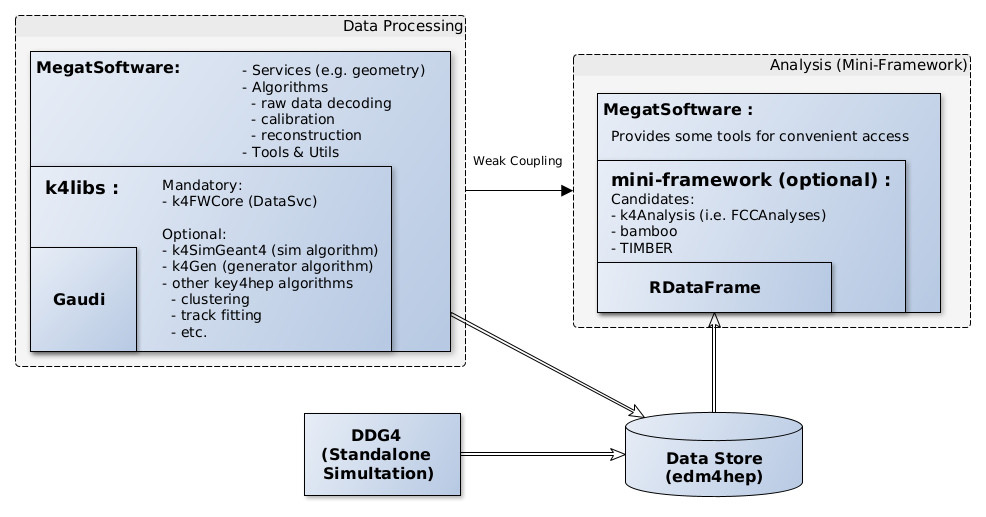 Data Processing
MegatSoftware:
- Services (e.g. geometry)
- Algorithms
- raw data decoding
- calibration
- reconstruction
- Tools & Utils
k4libs :
Mandatory:
- k4FWCore (DataSvc)
Optional:
- k4SimGeant4 (sim algorithm)
- k4Gen (generator algorithm)
- other key4hep algorithms
- clustering
- track fitting
- etc.
Gaudi
Weak Coupling
Analysis (Mini-Framework)
MegatSoftware :
Provides some tools for convenient access
mini-framework (optional) :
Candidates:
- k4Analysis (i.e. FCCAnalyses)
- bamboo
- TIMBER
RDataFrame
DDG4
(Standalone
Simultation)
Data Store
(edm4hep)